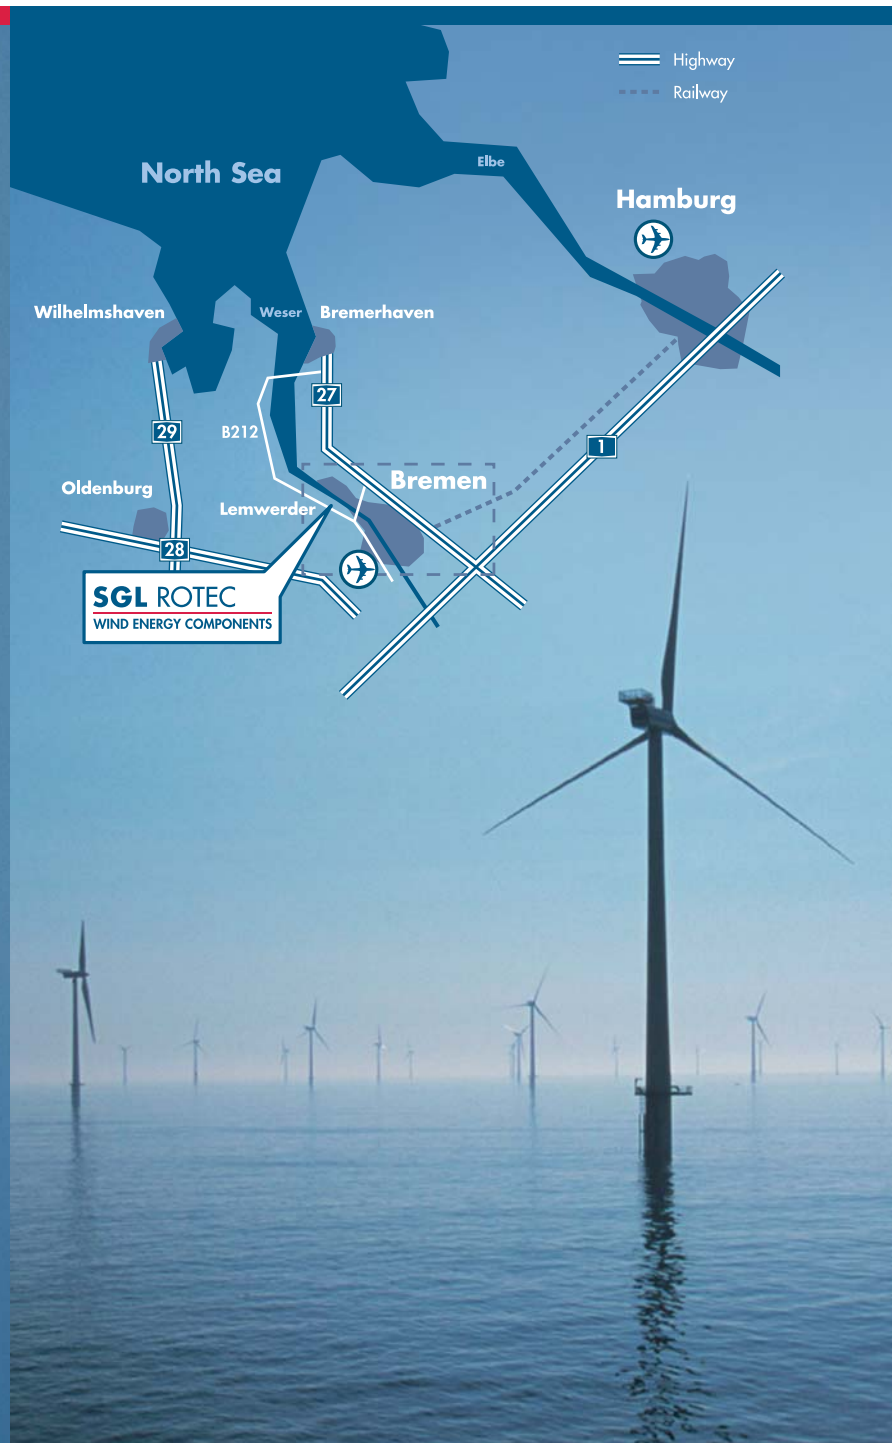 Highway
Railway
North Sea
Elbe
Hamburg
Wilhelmshaven
Weser
Bremerhaven
27
29
B212
1
Oldenburg
Bremen
Lemwerder
28
SGL ROTEC
WIND ENERGY COMPONENTS